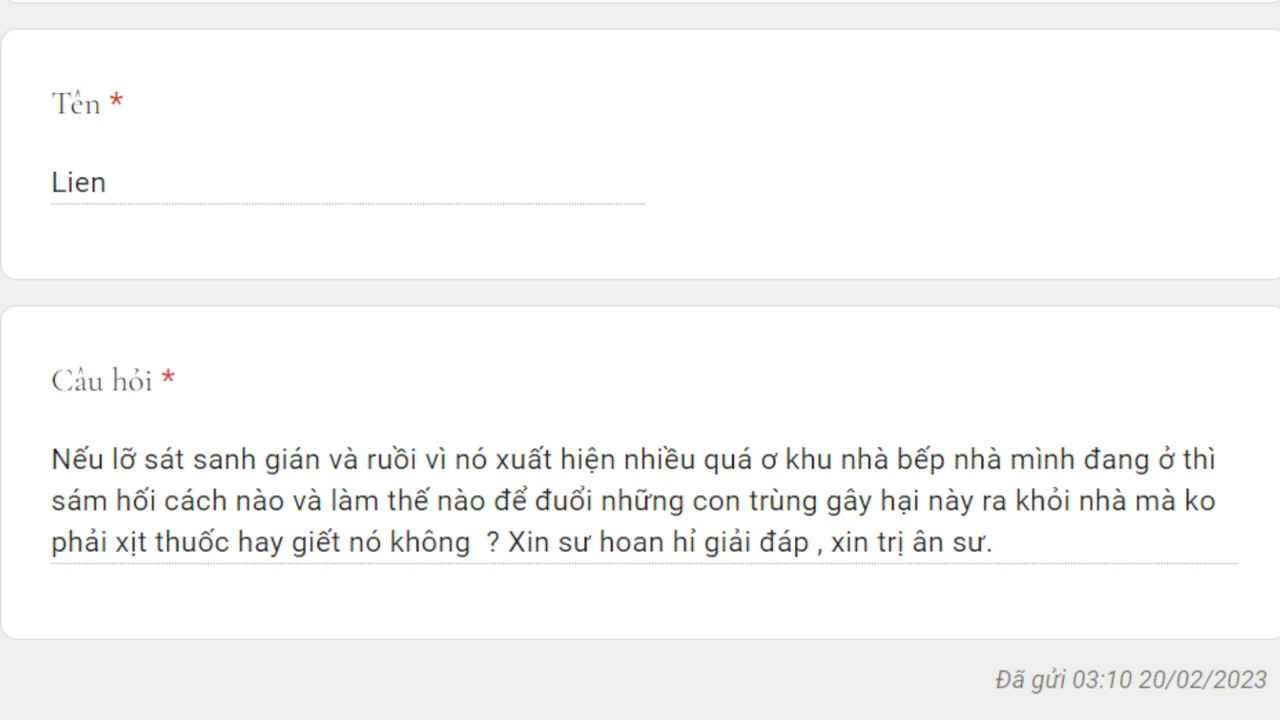 Tên *
Lien
Câu hỏi *
Nếu lỡ sát sanh gián và ruồi vì nó xuất hiện nhiều quá ơ khu nhà bếp nhà mình đang ở thì
sám hối cách nào và làm thế nào để đuổi những con trùng gây hại này ra khỏi nhà mà ko
phải xịt thuốc hay giết nó không ? Xin sư hoan hỉ giải đáp , xin trị ân sư.
Đã gửi 03:10 20/02/2023